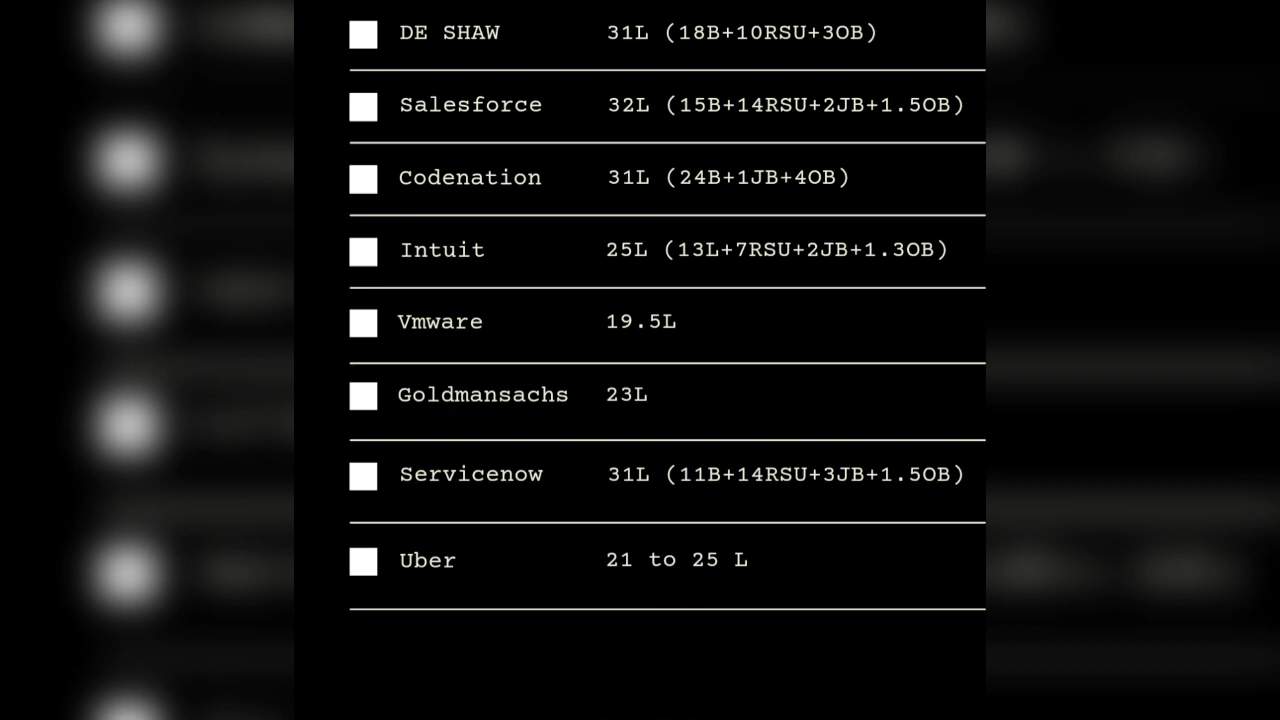 DE SHAW 31L (18B+10RSU+3OB)
Salesforce 32L (15B+14RSU+2JB+1.5OB)
Codenation 31L (24B+1JB+4OB)
Intuit 25L (13L+7RSU+2JB+1.3OB)
Vmware 19.5L
Goldmansachs 23L
Servicenow 31L (11B+14RSU+3JB+1.5OB)
Uber 21 to 25 L